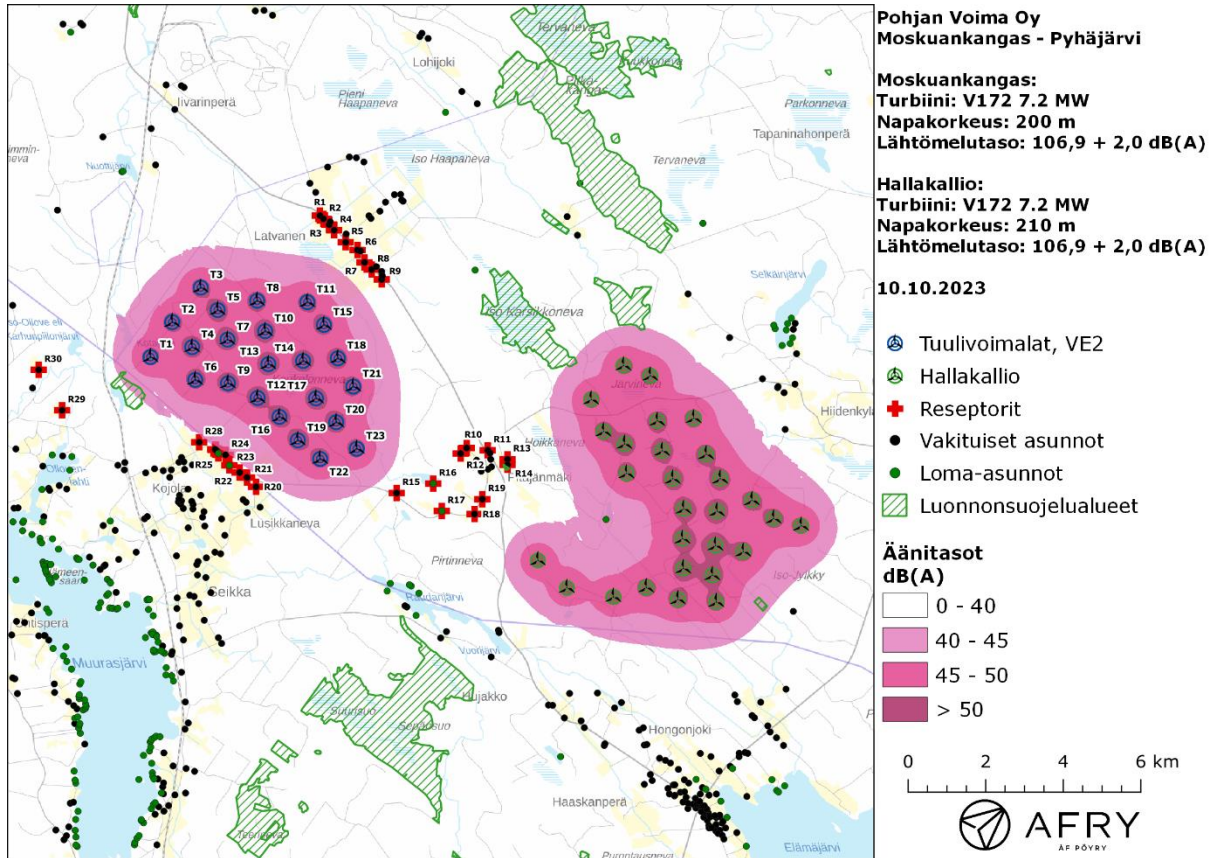 Pohjan Voima Oy
Moskuankangas - Pyhäjärvi
Moskuankangas:
Turbiini: V172 7.2 MW
Napakorkeus: 200 m
Lähtömelutaso: 106,9 + 2,0 dB(A)
Hallakallio:
Turbiini: V172 7.2 MW
Napakorkeus: 210 m
Lähtömelutaso: 106,9 + 2,0 dB(A)
10.10.2023
Tuulivoimalat, VE2
Hallakallio
Reseptorit
Vakituiset asunnot
Loma-asunnot
Luonnonsuojelualueet
Äänitasot
dB(A)
0 - 40
40 - 45
45 - 50
> 50
0 2 4 6 km
AFRY
ÅF PÖYRY
Tervaneva
Lohijoki
Iivarinperä
Pieni
Haapaneva
Parkonneva
Tapaninahonperä
Iso Haapaneva
Tervaneva
Nuottijärvi
R1
R2
R3
R4
R5
R6
R7
R8
R9
Latvanen
Selkäinjärvi
T3
T5
T8
T11
T2
T7
T10
T15
T1
T4
T13
T14
T18
T6
T9
T12
T17
T21
T16
T20
T19
T23
T22
Iso Karsikkoneva
R30
R29
Järvineva
Hiidenkylä
R28
R24
R25
R23
R21
R22
R20
R10
R11
R13
R12
R14
R16
R15
R19
R17
R18
Hoikkaneva
Pitäjänmäki
Kojola
Lusikkaneva
Pirtinneva
Iso-Jylkky
Seikka
Vuorijärvi
Muurasjärvi
Hujakko
Suurisuo
Hongonjoki
Haaskanperä
Elämäjärvi